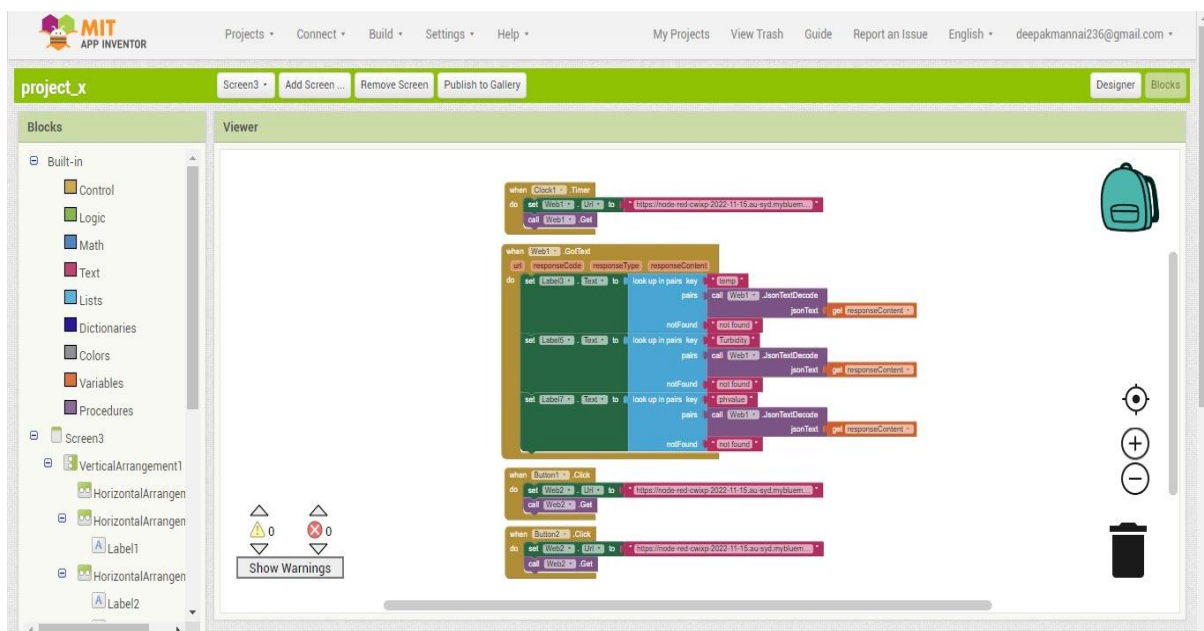 MIT
APP INVENTOR
Projects Connect Build Settings Help My Projects View Trash Guide Report an Issue English deepakmannai236@gmail.com
project_x Screen3 Add Screen ... Remove Screen Publish to Gallery Designer Blocks
Blocks Viewer
Built-in
Control
Logic
Math
Text
Lists
Dictionaries
Colors
Variables
Procedures
Screen3
VerticalArrangement1
HorizontalArrangen
HorizontalArrangen
Label1
HorizontalArrangen
Label2
when Clock1 .Timer
do set Web1 . Url to " https://node-red-cwixp-2022-11-15.au-syd.mybluem... "
call Web1 .Get
when Web1 .GotText
url responseCode responseType responseContent
do set Label3 . Text to look up in pairs key " temp "
pairs call Web1 .JsonTextDecode
jsonText get responseContent
notFound " not found "
set Label5 . Text to look up in pairs key " Turbidity "
pairs call Web1 .JsonTextDecode
jsonText get responseContent
notFound " not found "
set Label7 . Text to look up in pairs key " phvalue "
pairs call Web1 .JsonTextDecode
jsonText get responseContent
notFound " not found "
when Button1 .Click
do set Web2 . Url to " https://node-red-cwixp-2022-11-15.au-syd.mybluem... "
call Web2 .Get
when Button2 .Click
do set Web2 . Url to " https://node-red-cwixp-2022-11-15.au-syd.mybluem... "
call Web2 .Get
0 0
Show Warnings